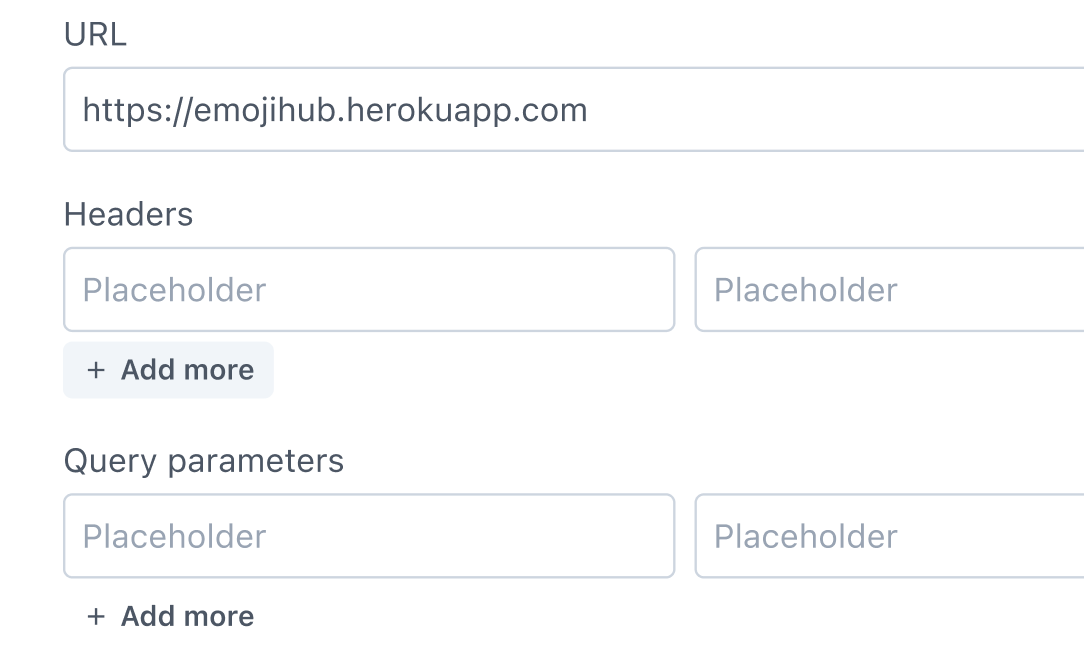 URL
https://emojihub.herokuapp.com
Headers
Placeholder Placeholder
+ Add more
Query parameters
Placeholder Placeholder
+ Add more